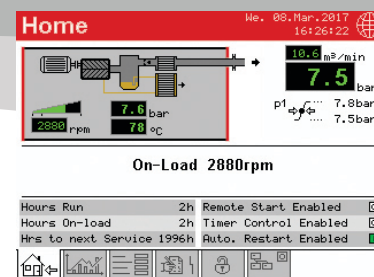 Home
We. 08.Mar.2017
16:26:22
10.6 m³/min
7.5 bar
p1 7.8bar
7.5bar
7.6 bar
2880 rpm 78 °C
On-Load 2880rpm
Hours Run 2h Remote Start Enabled
Hours On-load 2h Timer Control Enabled
Hrs to next Service 1996h Auto. Restart Enabled